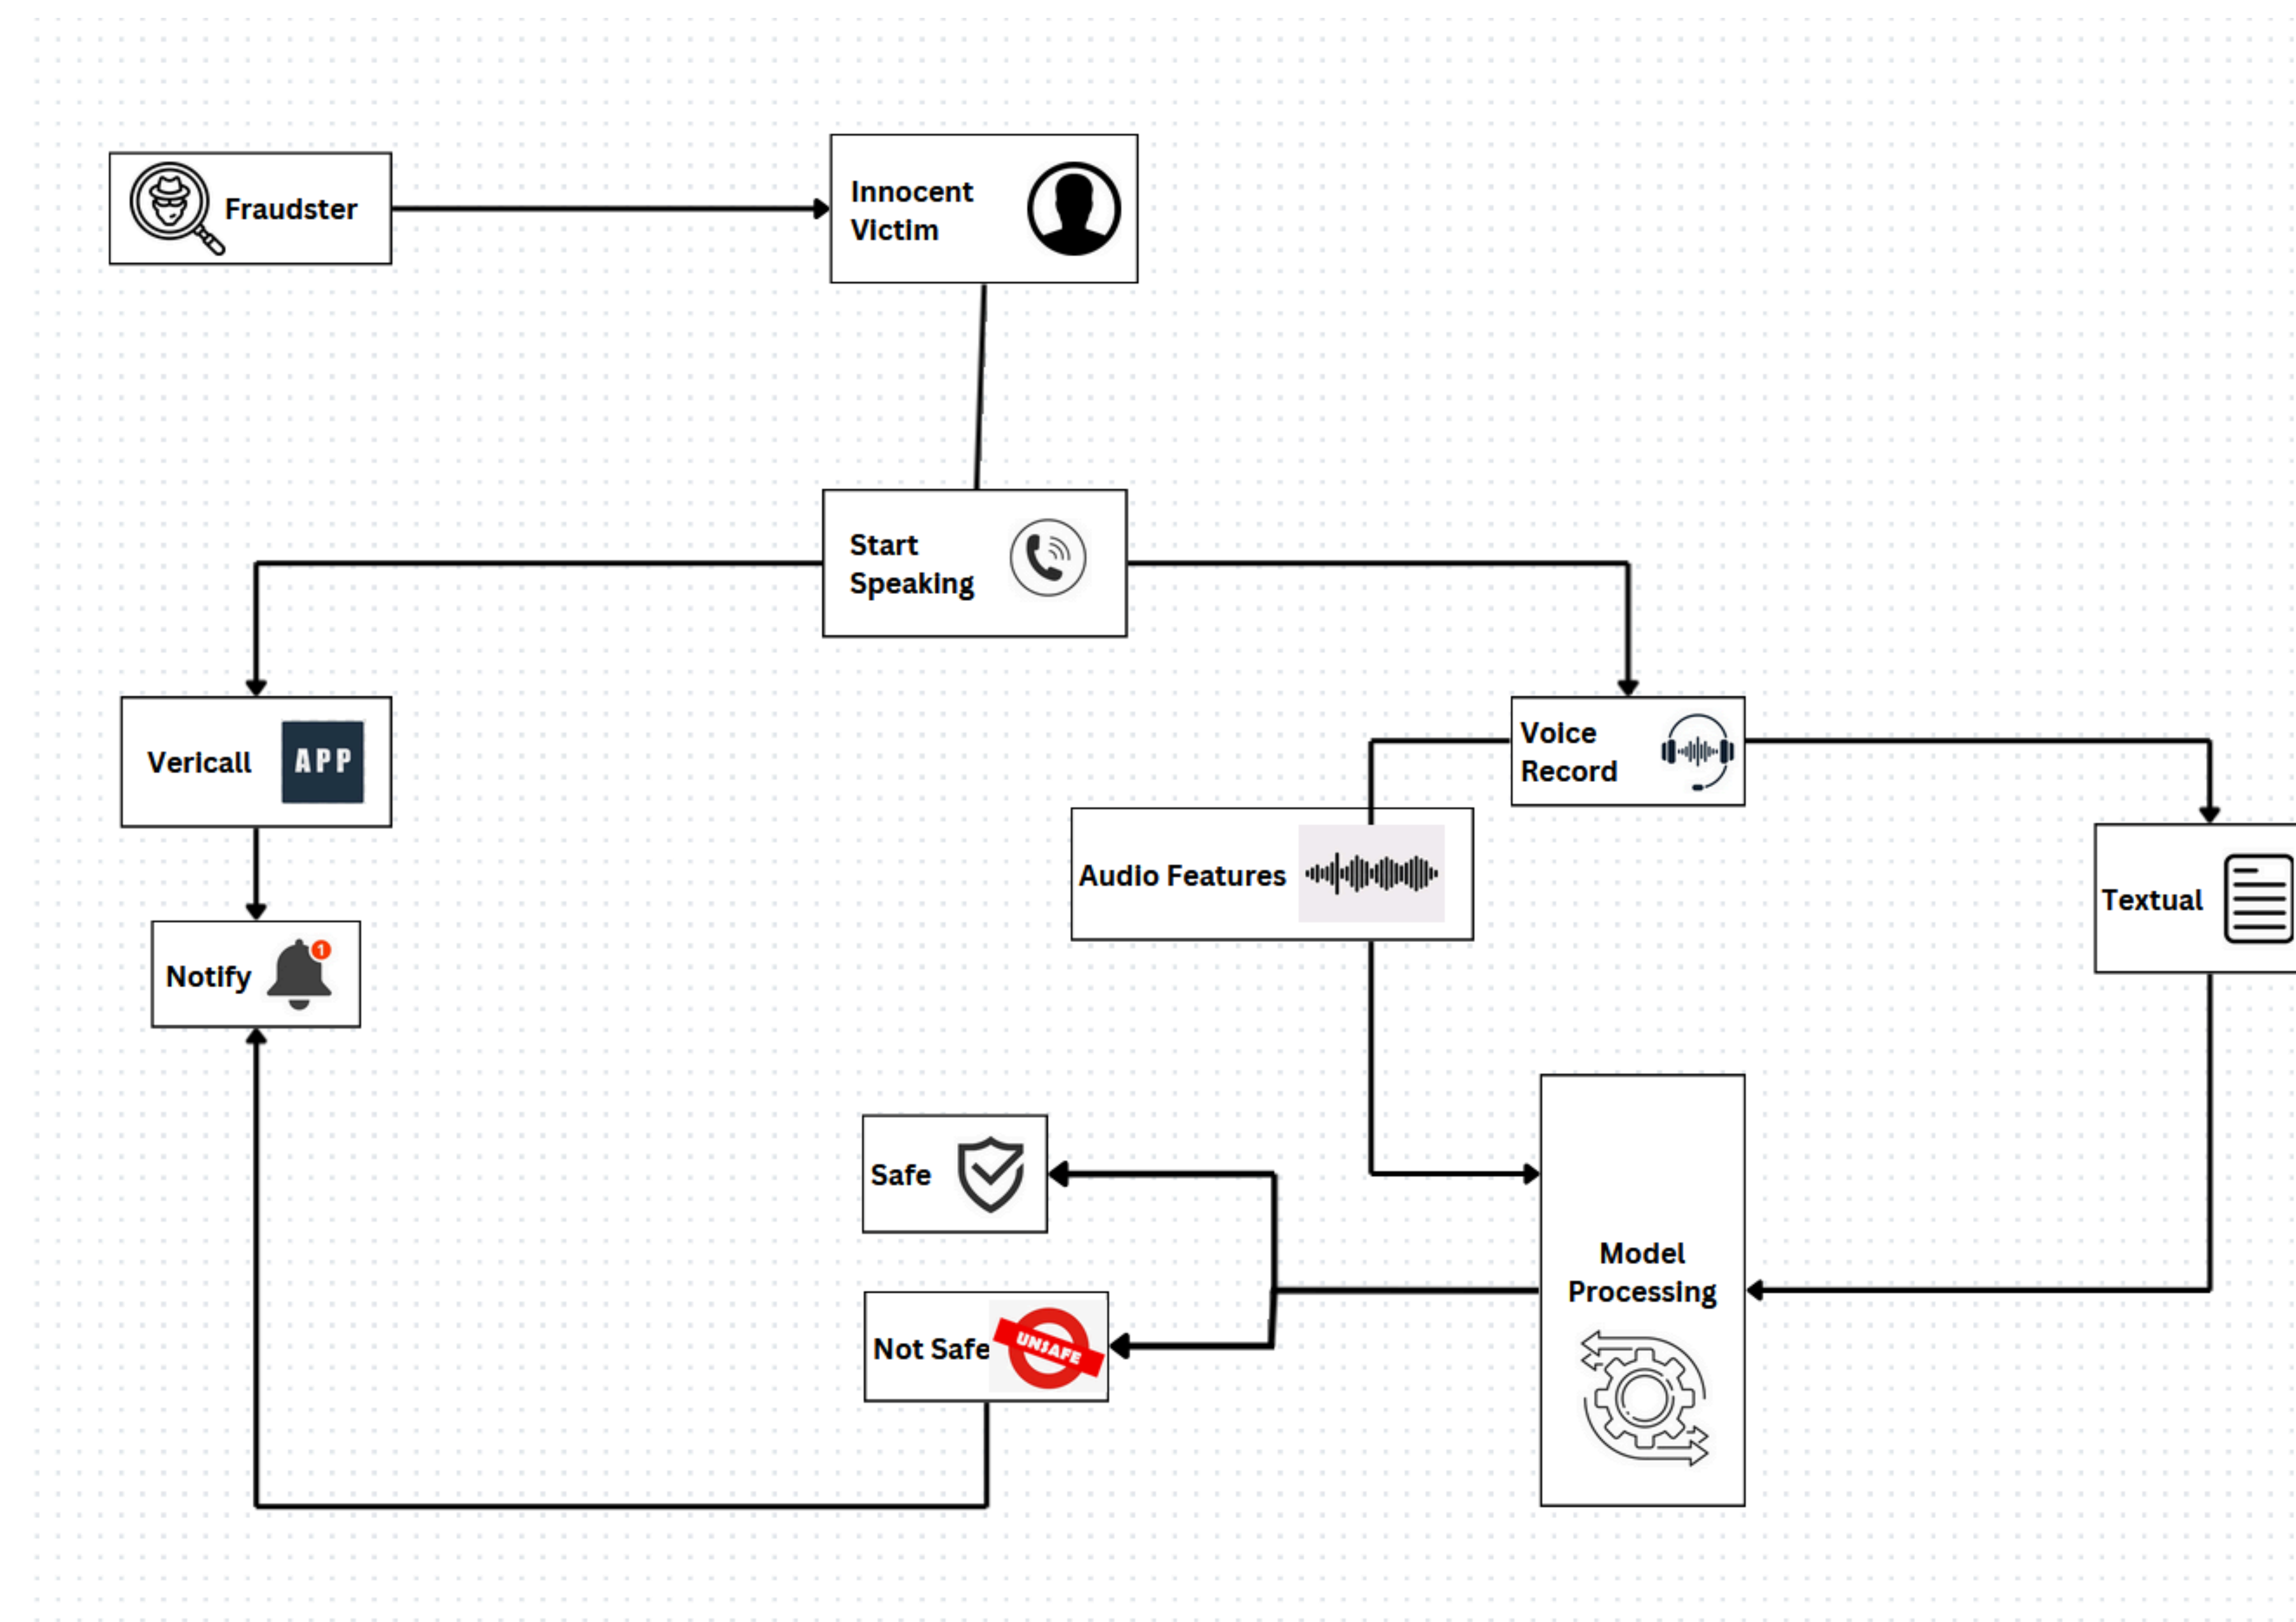 Fraudster
Innocent
Victim
Start
Speaking
Vericall
APP
Voice
Record
Audio Features
Textual
Notify
1
Safe
Model
Processing
Not Safe
UNSAFE